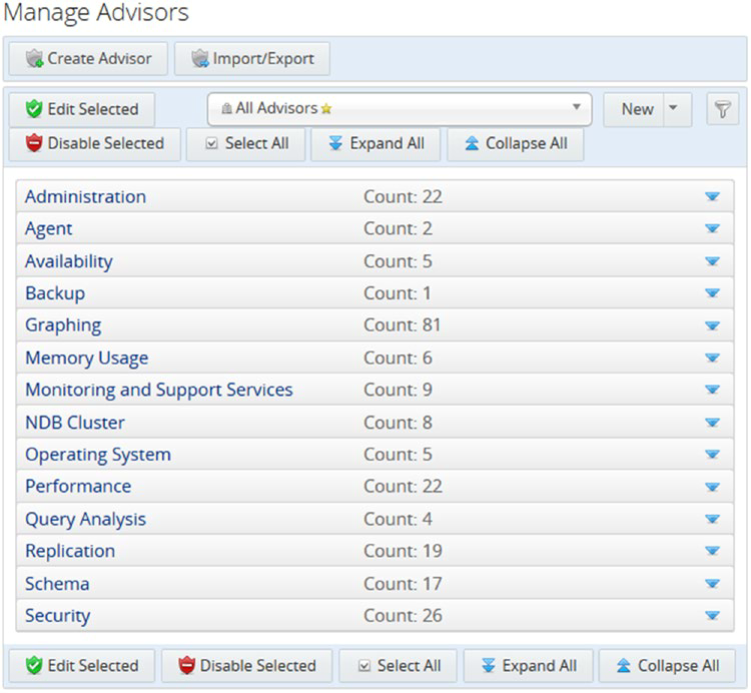 Manage Advisors
Create Advisor Import/Export
Edit Selected All Advisors New
Disable Selected Select All Expand All Collapse All
Administration Count: 22
Agent Count: 2
Availability Count: 5
Backup Count: 1
Graphing Count: 81
Memory Usage Count: 6
Monitoring and Support Services Count: 9
NDB Cluster Count: 8
Operating System Count: 5
Performance Count: 22
Query Analysis Count: 4
Replication Count: 19
Schema Count: 17
Security Count: 26
Edit Selected Disable Selected Select All Expand All Collapse All